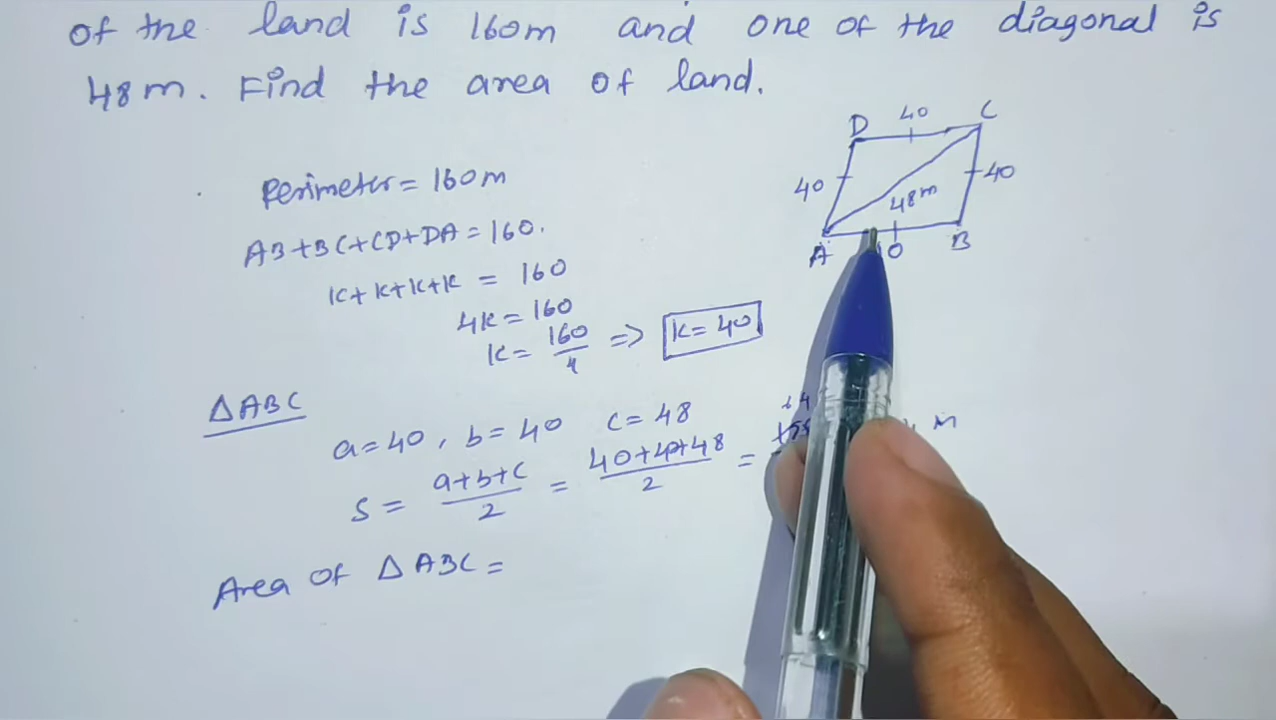 of the land is 160m and one of the diagonal is
48m. Find the area of land.
D 40 C
40 40
48m
A B
Perimeter = 160m
AB+BC+CD+DA = 160.
K+K+K+K = 160
4K = 160
K = 160/4 => K = 40
ΔABC
a = 40, b = 40 c = 48
S = a+b+c/2 = 40+40+48/2 = m
Area of ΔABC =